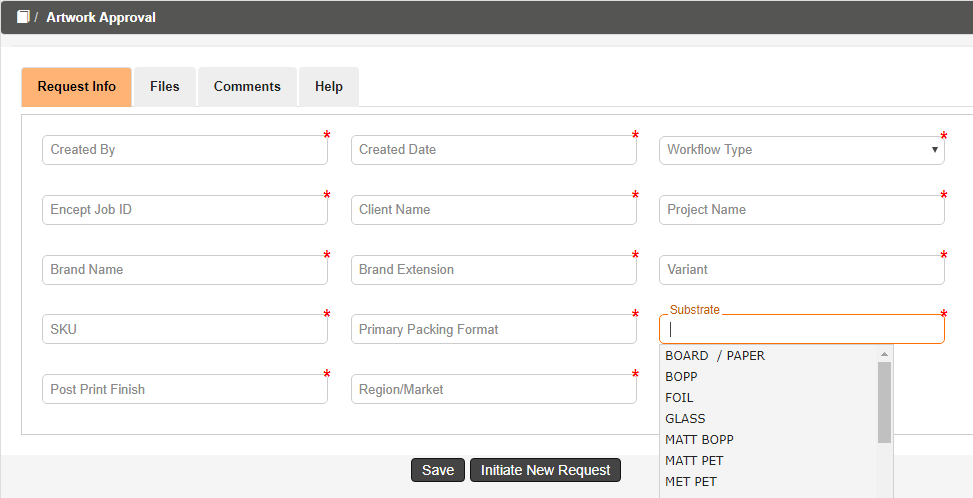 / Artwork Approval
Request Info Files Comments Help
Created By * Created Date * Workflow Type *
Encept Job ID * Client Name * Project Name *
Brand Name * Brand Extension * Variant *
Substrate
SKU * Primary Packing Format * *
BOARD / PAPER
BOPP
Post Print Finish * Region/Market *
FOIL
GLASS
MATT BOPP
MATT PET
MET PET
Save Initiate New Request